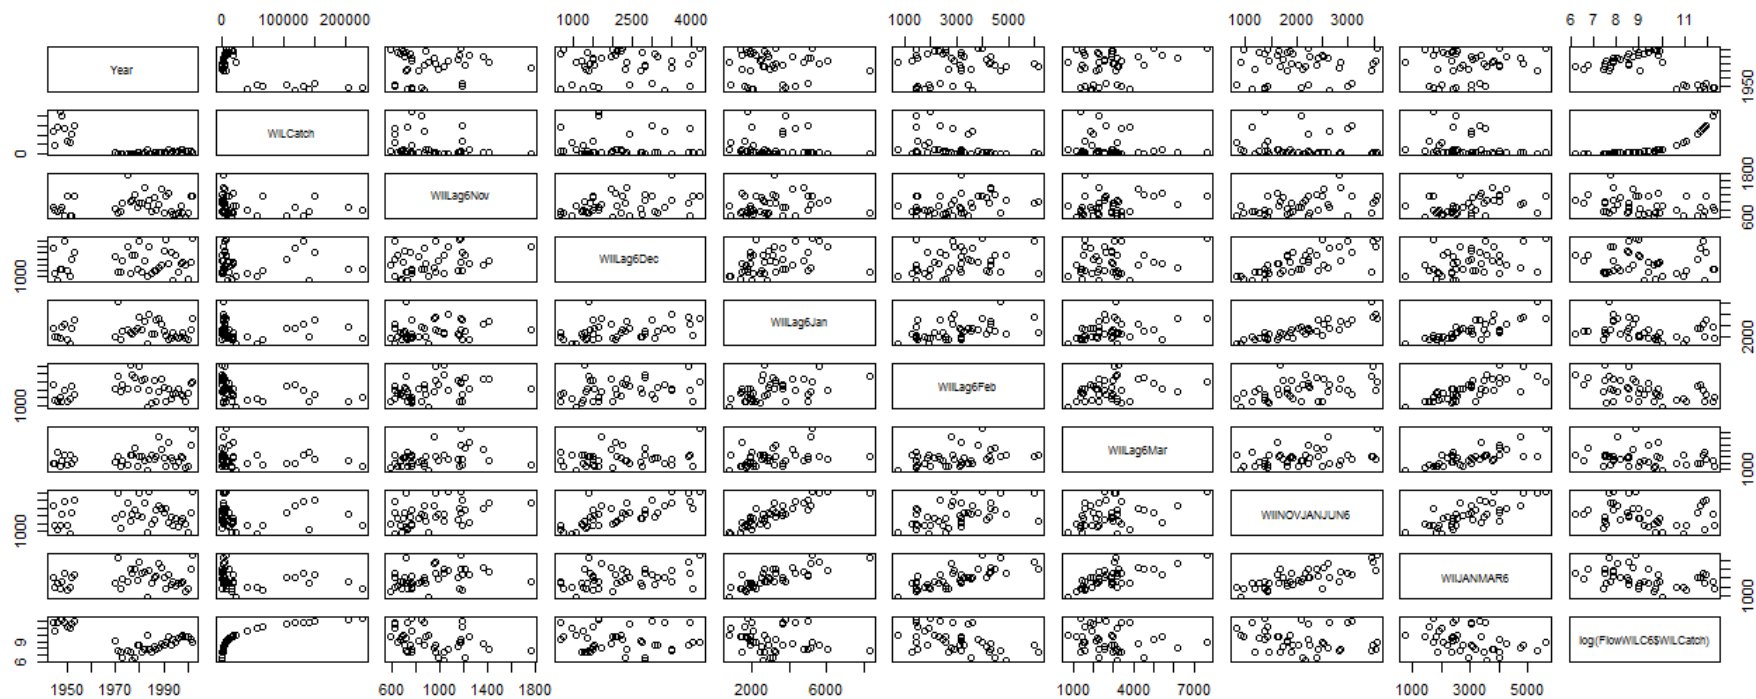 0 100000 200000 1000 2500 4000 1000 3000 5000 1000 2000 3000 6 7 8 9 11
Year
1950
WILCatch
0
WIILag6Nov
600 1800
WIILag6Dec
1000
WIILag6Jan
2000
WIILag6Feb
1000
WIILag6Mar
1000
WIINOVJANJUN6
1000
WIIJANMAR6
1000
log(FlowWILC6$WILCatch)
6 9
1950 1970 1990 600 1000 1400 1800 2000 6000 1000 4000 7000 1000 3000 5000